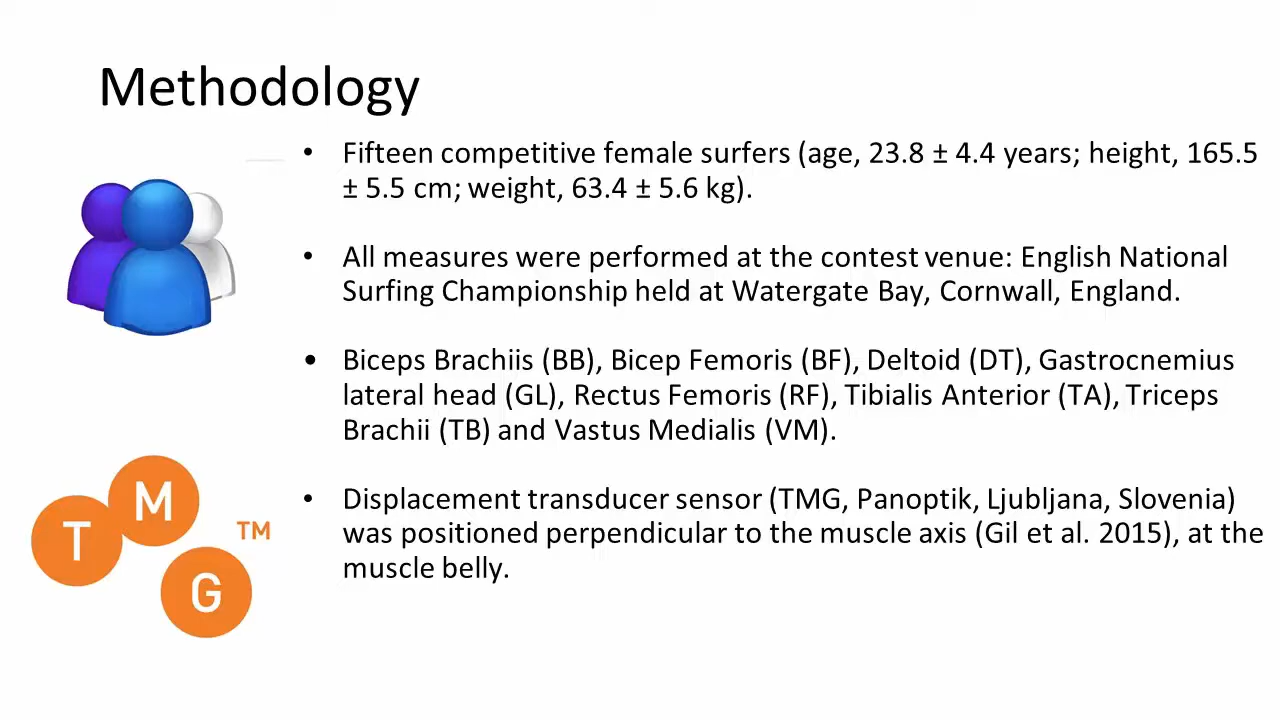 Methodology
• Fifteen competitive female surfers (age, 23.8 ± 4.4 years; height, 165.5
± 5.5 cm; weight, 63.4 ± 5.6 kg).
• All measures were performed at the contest venue: English National
Surfing Championship held at Watergate Bay, Cornwall, England.
• Biceps Brachiis (BB), Bicep Femoris (BF), Deltoid (DT), Gastrocnemius
lateral head (GL), Rectus Femoris (RF), Tibialis Anterior (TA), Triceps
Brachii (TB) and Vastus Medialis (VM).
• Displacement transducer sensor (TMG, Panoptik, Ljubljana, Slovenia)
was positioned perpendicular to the muscle axis (Gil et al. 2015), at the
muscle belly.
T M G TM